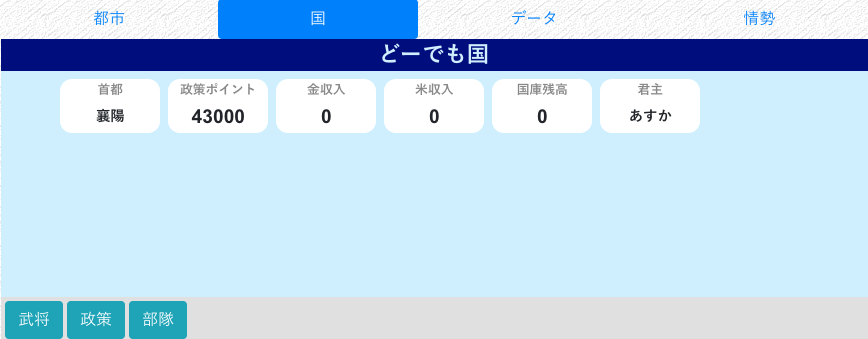 都市 国 データ 情勢
どーでも国
首都 政策ポイント 金収入 米収入 国庫残高 君主
襄陽 43000 0 0 0 あすか
武将 政策 部隊